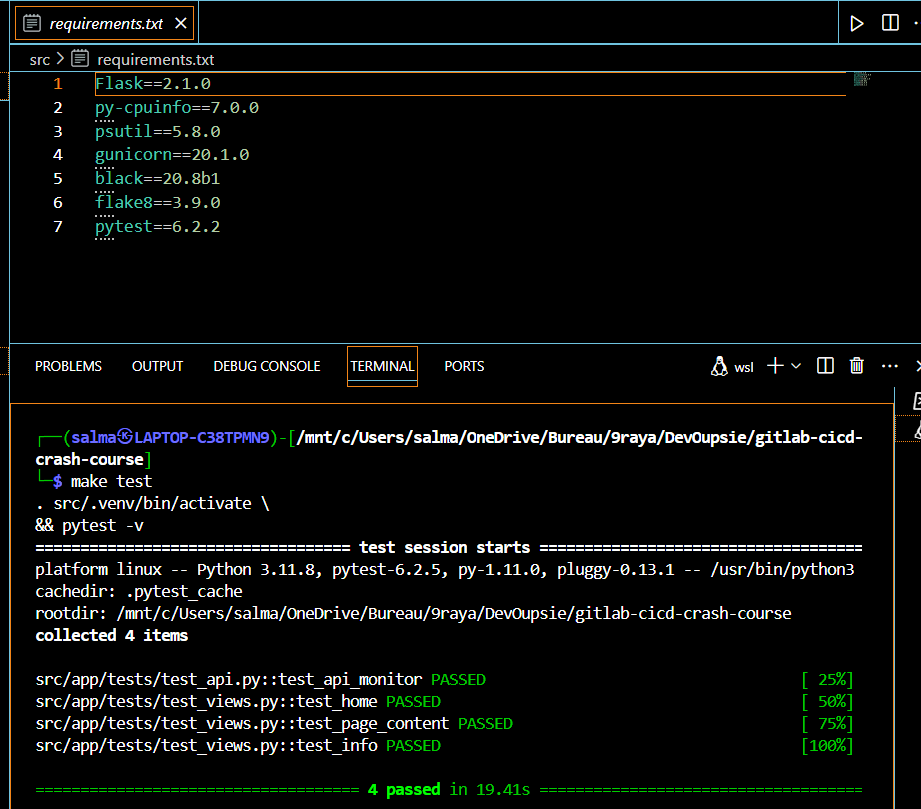 requirements.txt
src > requirements.txt
1 Flask==2.1.0
2 py-cpuinfo==7.0.0
3 psutil==5.8.0
4 gunicorn==20.1.0
5 black==20.8b1
6 flake8==3.9.0
7 pytest==6.2.2
PROBLEMS OUTPUT DEBUG CONSOLE TERMINAL PORTS wsl
┌──(salma㉿LAPTOP-C38TPMN9)-[/mnt/c/Users/salma/OneDrive/Bureau/9raya/DevOupsie/gitlab-cicd-
crash-course]
└─$ make test
. src/.venv/bin/activate \
&& pytest -v
=================================== test session starts ====================================
platform linux -- Python 3.11.8, pytest-6.2.5, py-1.11.0, pluggy-0.13.1 -- /usr/bin/python3
cachedir: .pytest_cache
rootdir: /mnt/c/Users/salma/OneDrive/Bureau/9raya/DevOupsie/gitlab-cicd-crash-course
collected 4 items
src/app/tests/test_api.py::test_api_monitor PASSED [ 25%]
src/app/tests/test_views.py::test_home PASSED [ 50%]
src/app/tests/test_views.py::test_page_content PASSED [ 75%]
src/app/tests/test_views.py::test_info PASSED [100%]
==================================== 4 passed in 19.41s ====================================